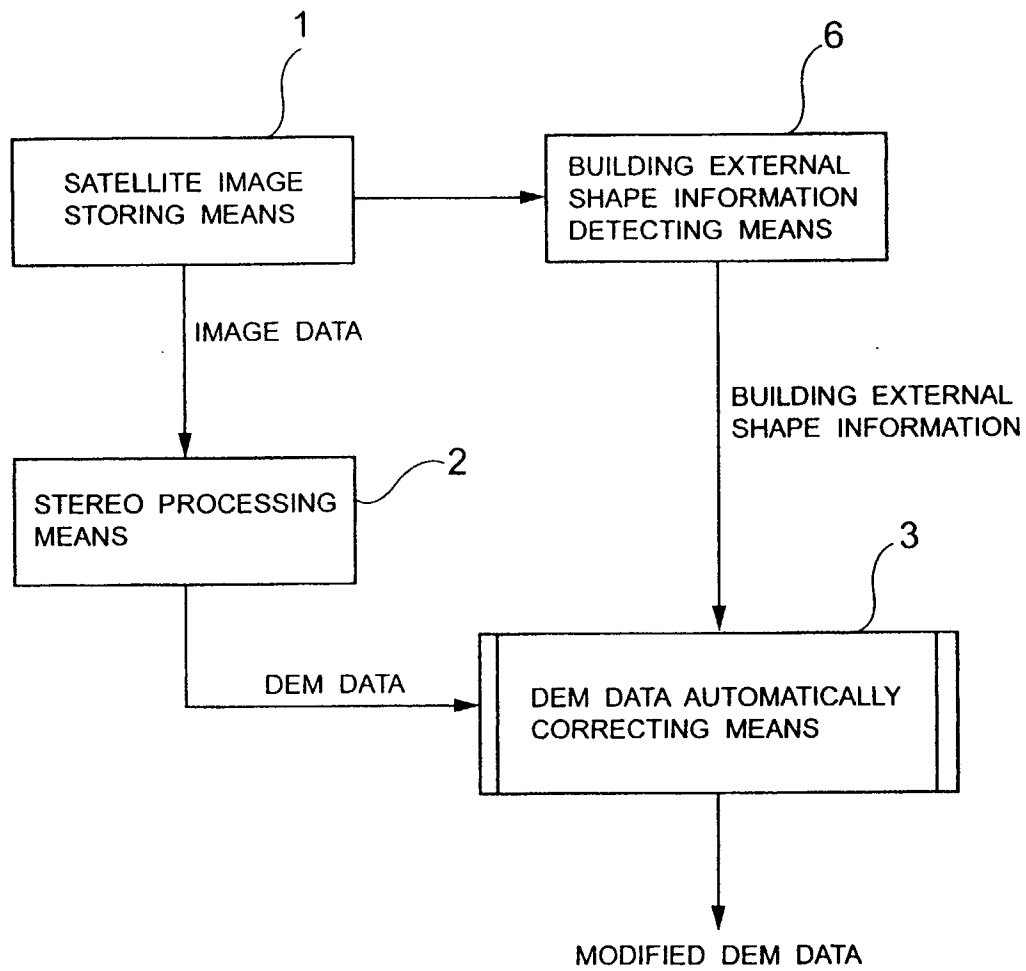 1
6
SATELLITE IMAGE
STORING MEANS
BUILDING EXTERNAL
SHAPE INFORMATION
DETECTING MEANS
IMAGE DATA
BUILDING EXTERNAL
SHAPE INFORMATION
2
STEREO PROCESSING
MEANS
3
DEM DATA
DEM DATA AUTOMATICALLY
CORRECTING MEANS
MODIFIED DEM DATA